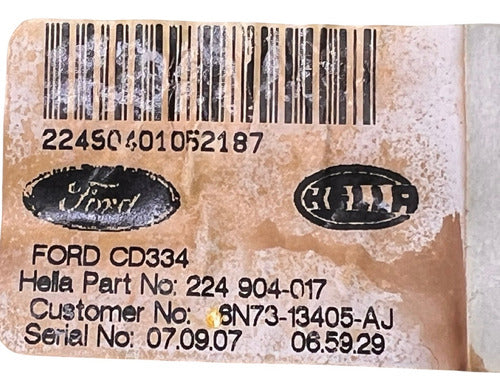 22490401052187
Ford
HELLA
FORD CD334
Hella Part No: 224 904-017
Customer No: 8N73-13405-AJ
Serial No: 07.09.07 06.59.29